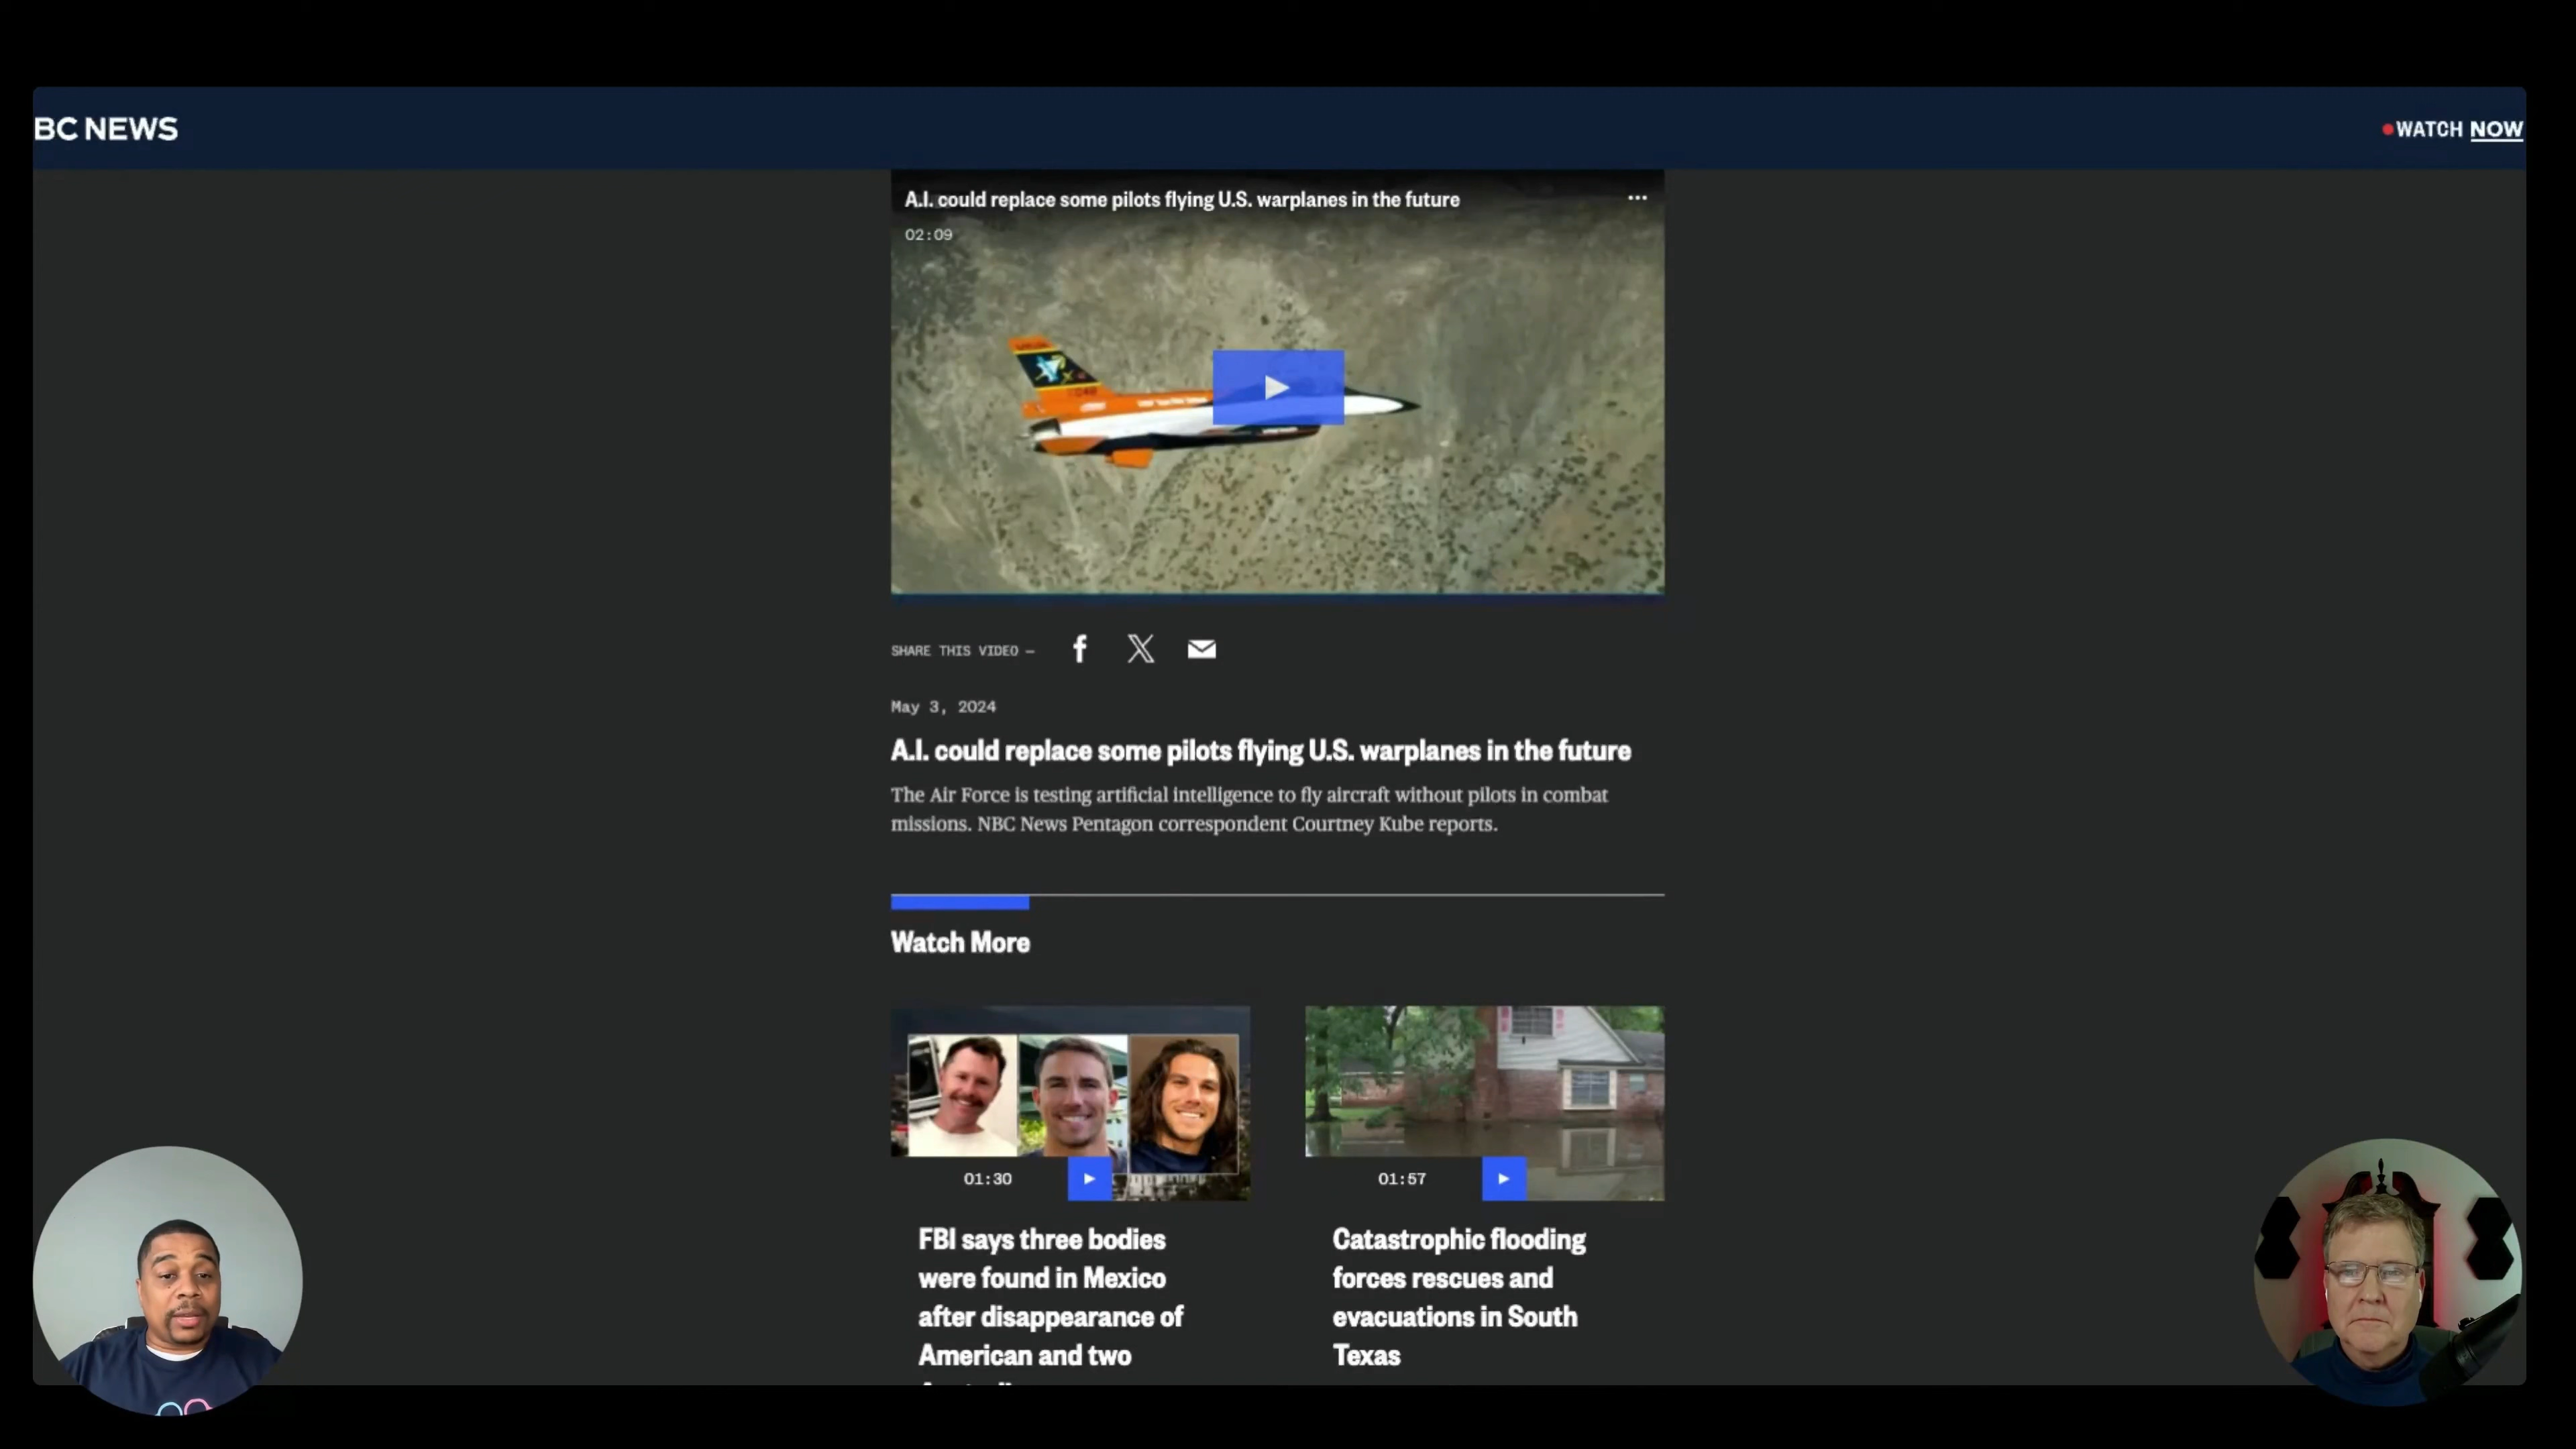 BC NEWS
WATCH NOW
A.I. could replace some pilots flying U.S. warplanes in the future
02:09
SHARE THIS VIDEO —
May 3, 2024
A.I. could replace some pilots flying U.S. warplanes in the future
The Air Force is testing artificial intelligence to fly aircraft without pilots in combat
missions. NBC News Pentagon correspondent Courtney Kube reports.
Watch More
01:30
01:57
FBI says three bodies
were found in Mexico
after disappearance of
American and two
Catastrophic flooding
forces rescues and
evacuations in South
Texas